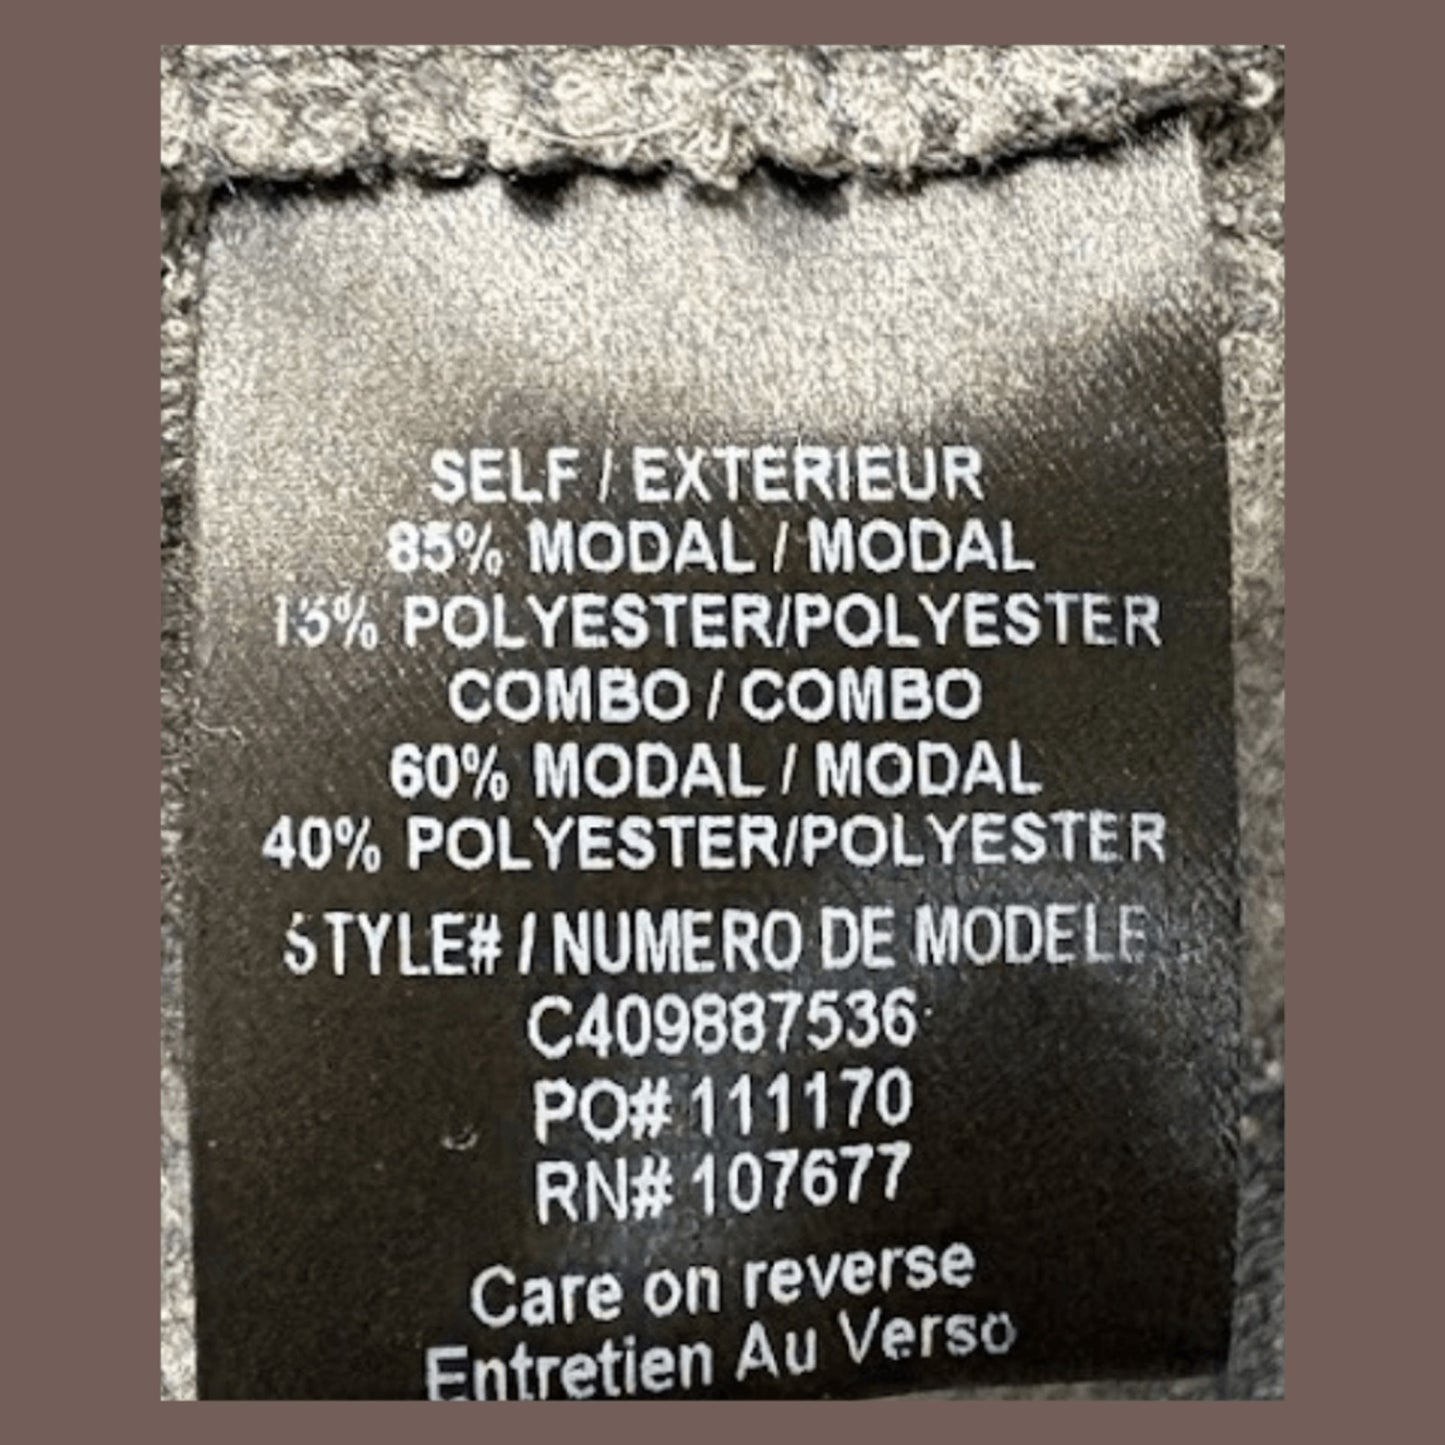 SELF / EXTERIEUR
85% MODAL / MODAL
15% POLYESTER/POLYESTER
COMBO / COMBO
60% MODAL / MODAL
40% POLYESTER/POLYESTER
STYLE# / NUMERO DE MODELE
C409887536
PO# 111170
RN# 107677
Care on reverse
Entretien Au Verso